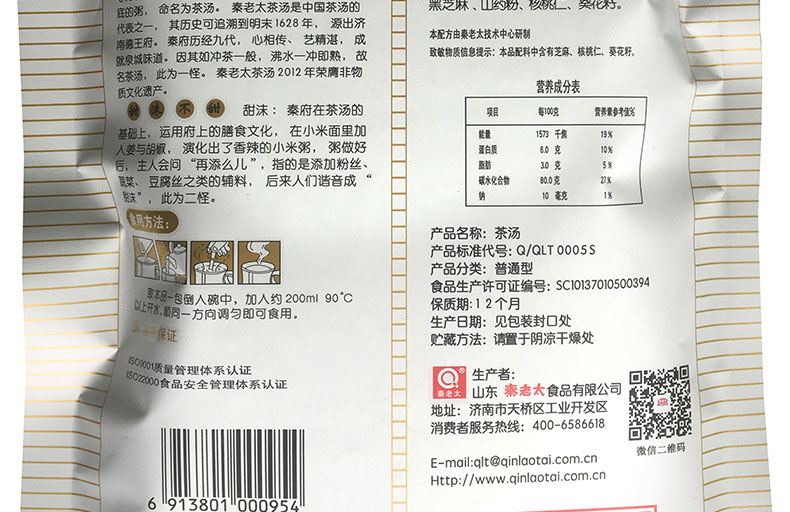 底的粥, 命名为茶汤。 秦老太茶汤是中国茶汤的
代表之一, 其历史可追溯到明末1628年, 源出济
南德王府。 秦府历经九代, 心相传、 艺精湛, 成
就泉城味道。因其如冲茶一般, 沸水一冲即熟, 故
名茶汤, 此为一怪。 秦老太茶汤2012年荣膺非物
质文化遗产。
甜沫不甜 甜沫: 秦府在茶汤的
基础上, 运用府上的膳食文化, 在小米面里加
人姜与胡椒, 演化出了香辣的小米粥, 粥做好
后, 主人会问“再添么儿”, 指的是添加粉丝、
蔬菜、豆腐丝之类的辅料, 后来人们谐音成“
甜沫”, 此为二怪。
食用方法:
取本品一包倒入碗中, 加入约200ml 90℃
以上开水, 顺同一方向调匀即可食用。
保证
ISO9001质量管理体系认证
ISO22000食品安全管理体系认证
6 913801 000954
黑芝麻、山药粉、核桃仁、葵花籽。
本配方由秦老太技术中心研制
致敏物质信息提示: 本品配料中含有芝麻、核桃仁、葵花籽。
营养成分表
项目 每100克 营养素参考值%
能量 1573 千焦 19%
蛋白质 6.0 克 10%
脂肪 3.0 克 5%
碳水化合物 80.0 克 27%
钠 10 毫克 1%
产品名称: 茶汤
产品标准代号: Q/QLT 0005S
产品分类: 普通型
食品生产许可证编号: SC10137010500394
保质期: 12个月
生产日期: 见包装封口处
贮藏方法: 请置于阴凉干燥处
秦老太
生产者:
山东 秦老太食品有限公司
地址: 济南市天桥区工业开发区
消费者服务热线: 400-6586618
微信二维码
E-mail:qlt@qinlaotai.com.cn
Http://www.qinlaotai.com.cn